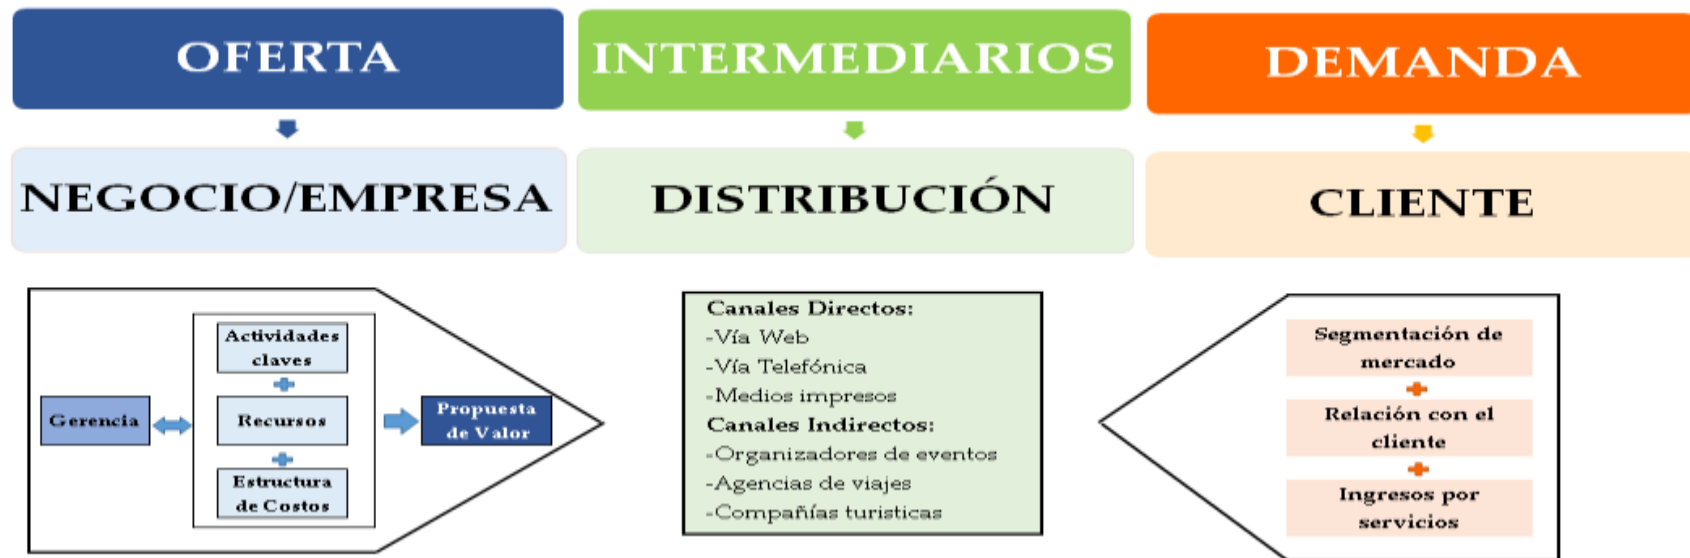 OFERTA
INTERMEDIARIOS
DEMANDA
NEGOCIO/EMPRESA
DISTRIBUCIÓN
CLIENTE
Gerencia
Actividades
claves
Recursos
Estructura
de Costos
Propuesta
de Valor
Canales Directos:
-Vía Web
-Vía Telefónica
-Medios impresos
Canales Indirectos:
-Organizadores de eventos
-Agencias de viajes
-Compañías turisticas
Segmentación de
mercado
Relación con el
cliente
Ingresos por
servicios